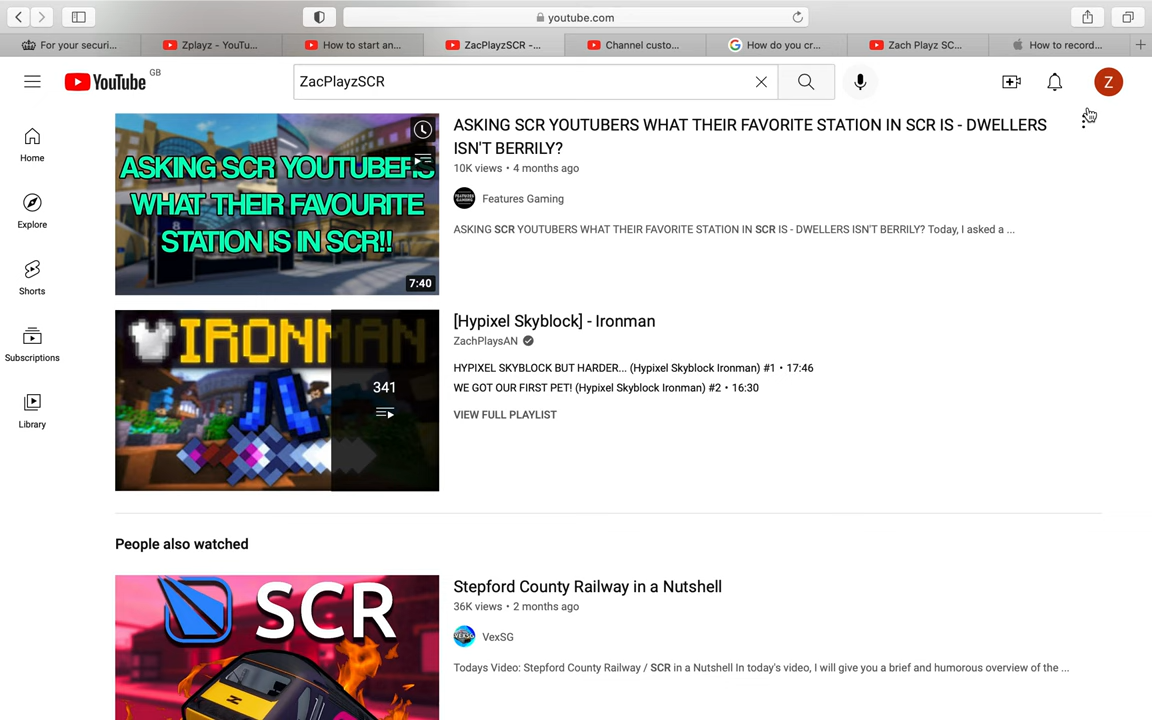 youtube.com
For your securi...
Zplayz - YouTu...
How to start an...
ZacPlayzSCR -...
Channel custo...
How do you cr...
Zach Playz SC...
How to record...
YouTube GB
ZacPlayzSCR
Z
Home
Explore
Shorts
Subscriptions
Library
ASKING SCR YOUTUBERS
WHAT THEIR FAVOURITE
STATION IS IN SCR!!
7:40
ASKING SCR YOUTUBERS WHAT THEIR FAVORITE STATION IN SCR IS - DWELLERS
ISN'T BERRILY?
10K views • 4 months ago
Features Gaming
ASKING SCR YOUTUBERS WHAT THEIR FAVORITE STATION IN SCR IS - DWELLERS ISN'T BERRILY? Today, I asked a ...
IRONMAN
341
[Hypixel Skyblock] - Ironman
ZachPlaysAN
HYPIXEL SKYBLOCK BUT HARDER... (Hypixel Skyblock Ironman) #1 • 17:46
WE GOT OUR FIRST PET! (Hypixel Skyblock Ironman) #2 • 16:30
VIEW FULL PLAYLIST
People also watched
SCR
Stepford County Railway in a Nutshell
36K views • 2 months ago
VEXSG
VexSG
Todays Video: Stepford County Railway / SCR in a Nutshell In today's video, I will give you a brief and humorous overview of the ...